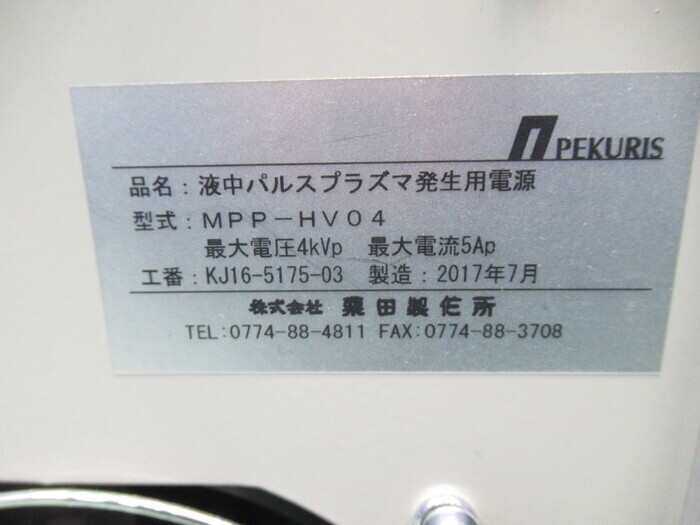 PEKURIS
品名：液中パルスプラズマ発生用電源
型式：ＭＰＰ－ＨＶ０４
最大電圧4kVp 最大電流5Ap
工番：KJ16-5175-03 製造：2017年7月
株式会社 栗田製作所
TEL:0774-88-4811 FAX:0774-88-3708